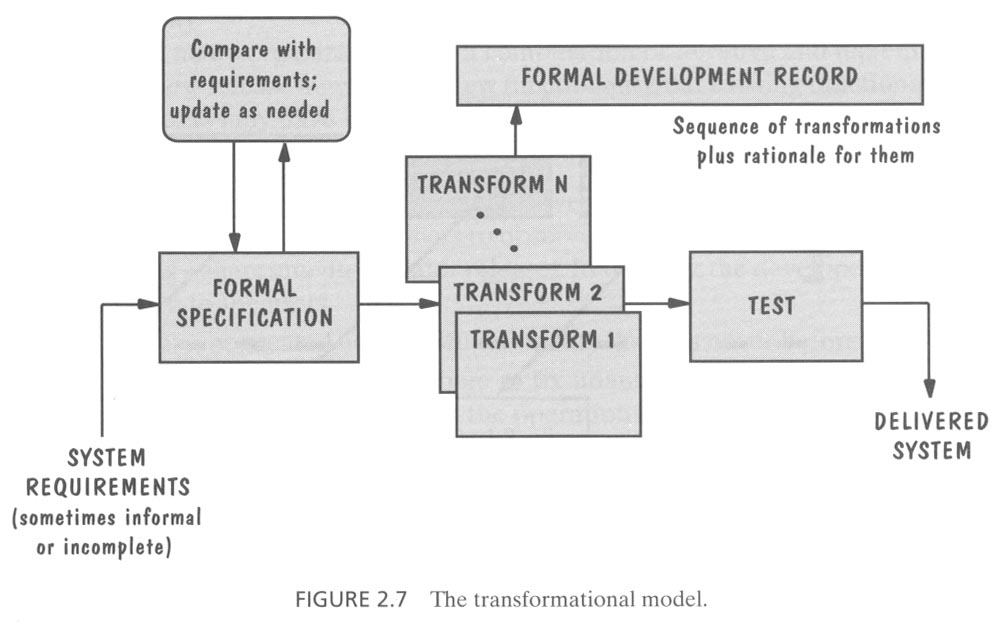 Compare with
requirements;
update as needed
FORMAL DEVELOPMENT RECORD
Sequence of transformations
plus rationale for them
TRANSFORM N
FORMAL
SPECIFICATION
TRANSFORM 2
TRANSFORM 1
TEST
SYSTEM
REQUIREMENTS
(sometimes informal
or incomplete)
DELIVERED
SYSTEM
FIGURE 2.7 The transformational model.